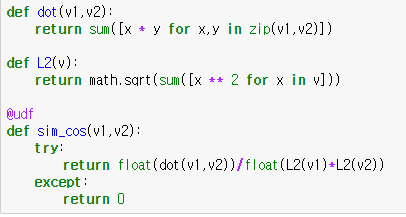 def dot(v1,v2):
    return sum([x * y for x,y in zip(v1,v2)])
def L2(v):
    return math.sqrt(sum([x ** 2 for x in v]))
@udf
def sim_cos(v1,v2):
    try:
        return float(dot(v1,v2))/float(L2(v1)*L2(v2))
    except:
        return 0